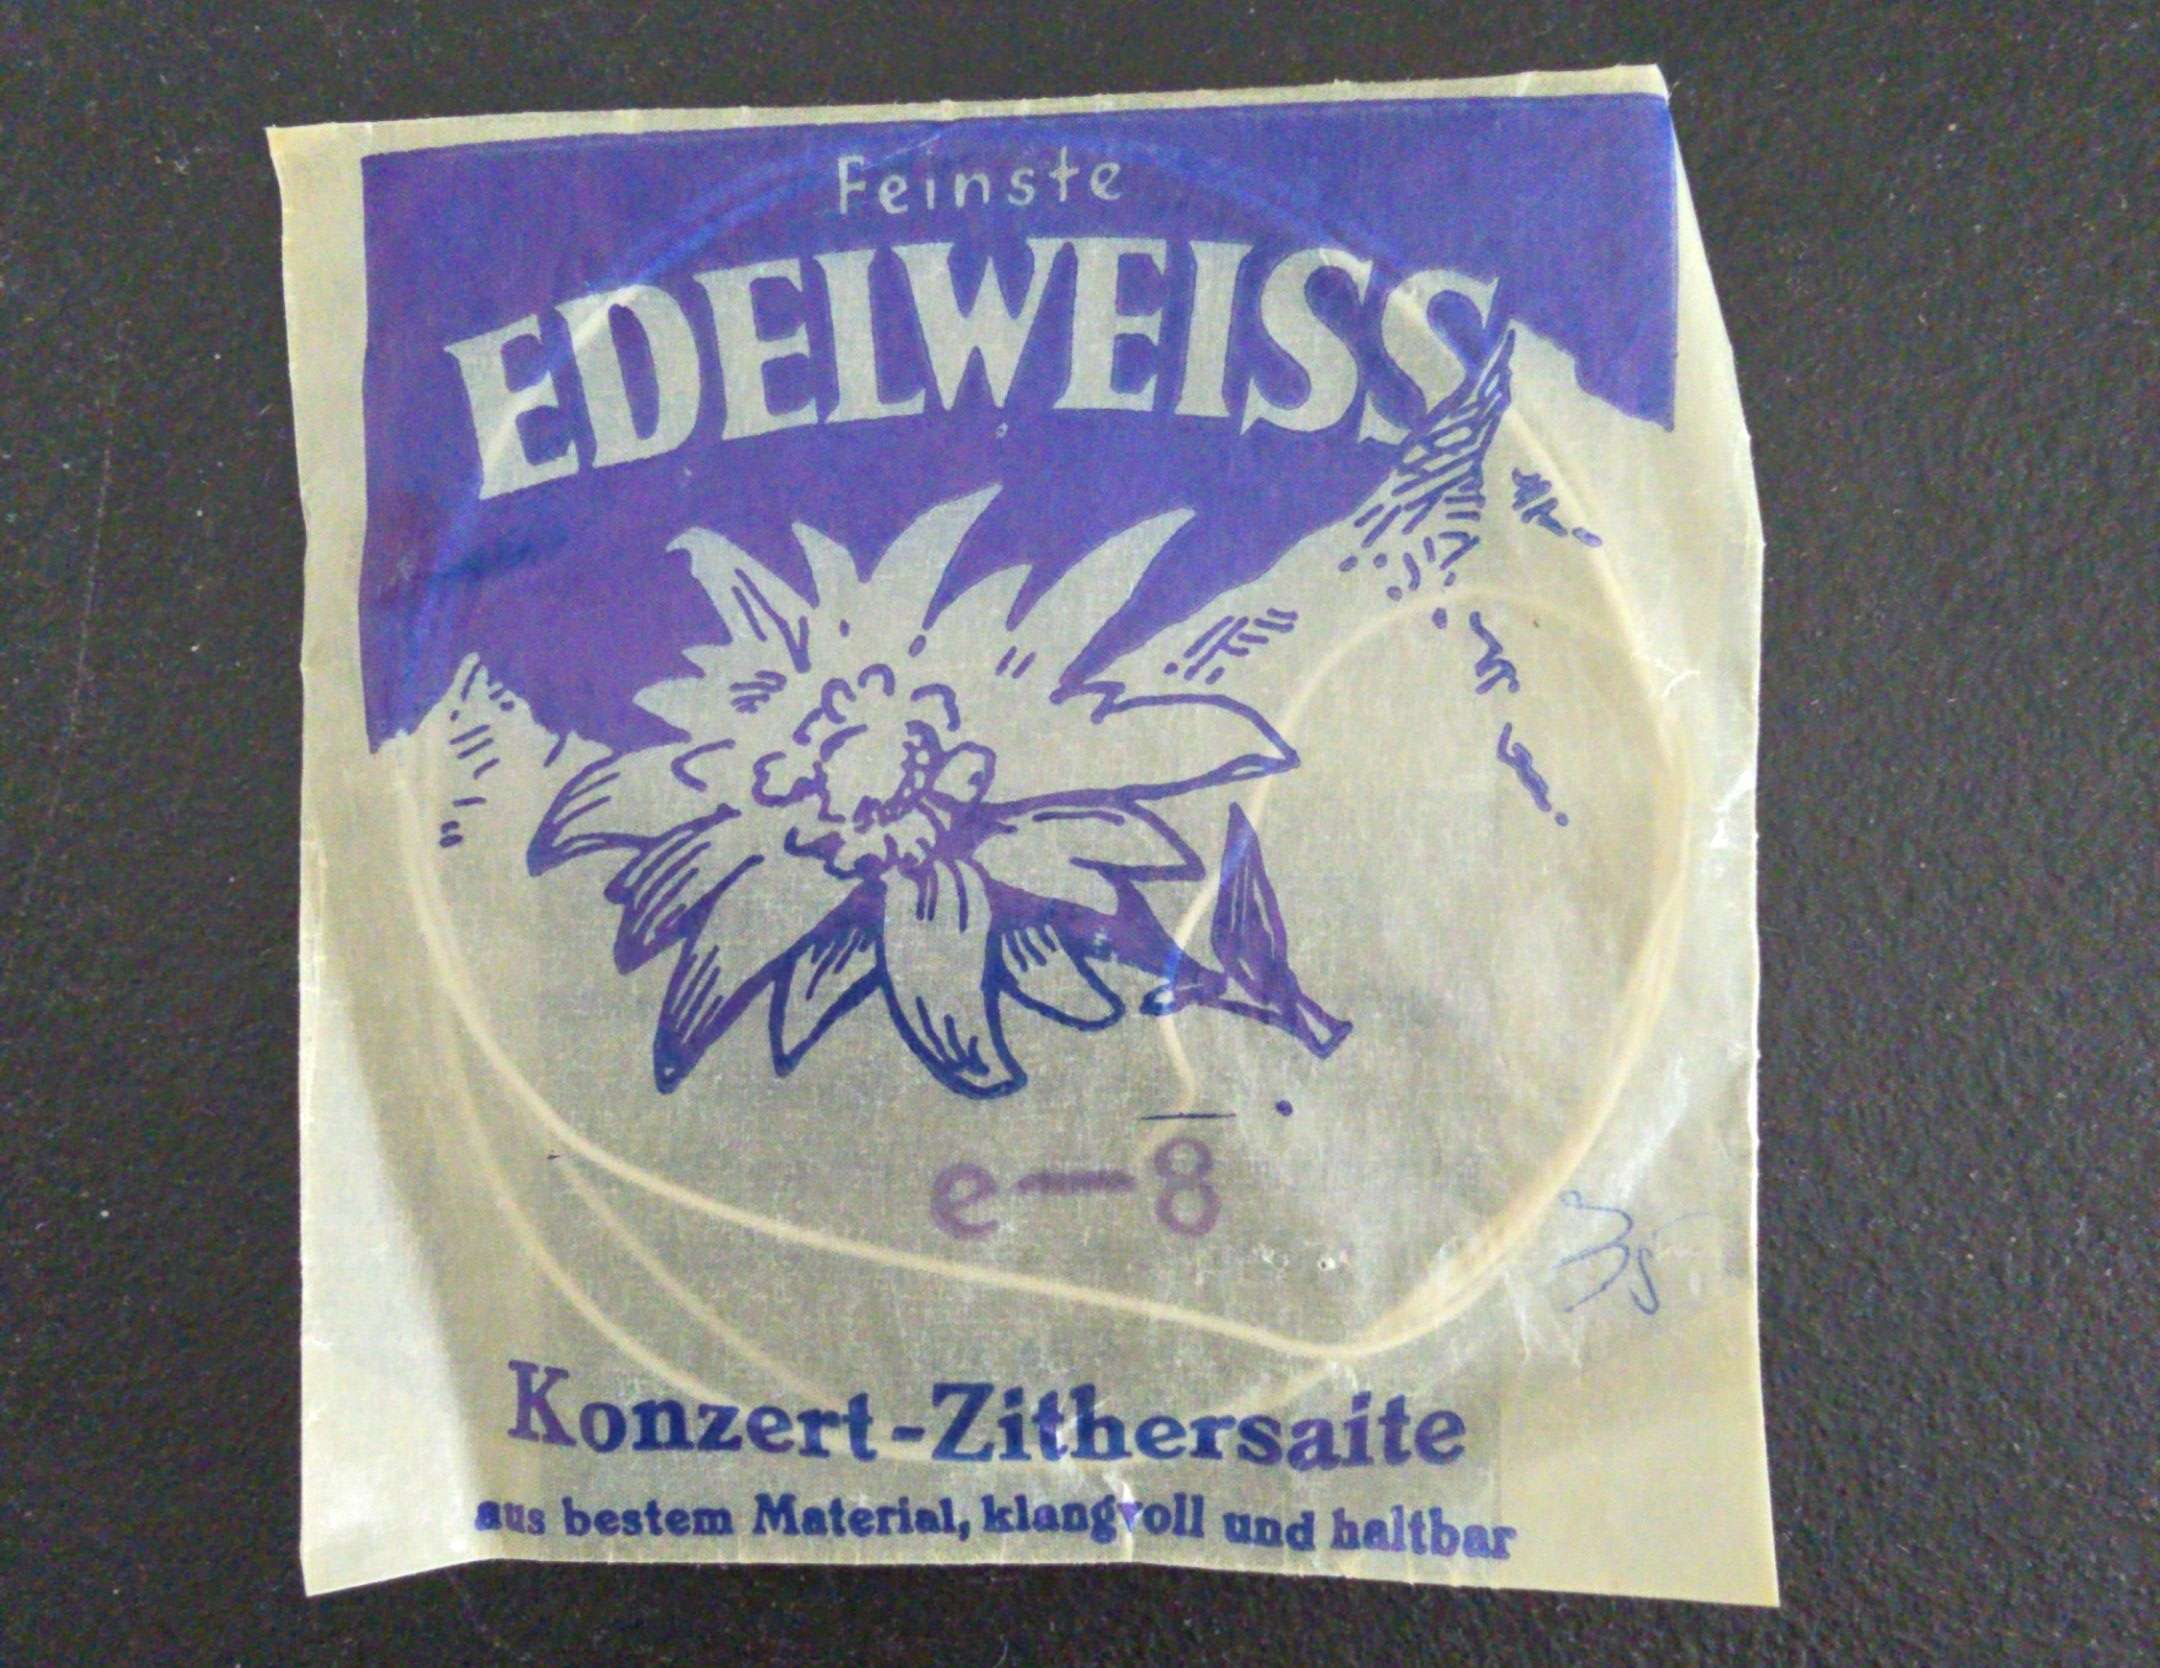 Feinste
EDELWEISS
e—8
Konzert-Zithersaite
aus bestem Material, klangvoll und haltbar